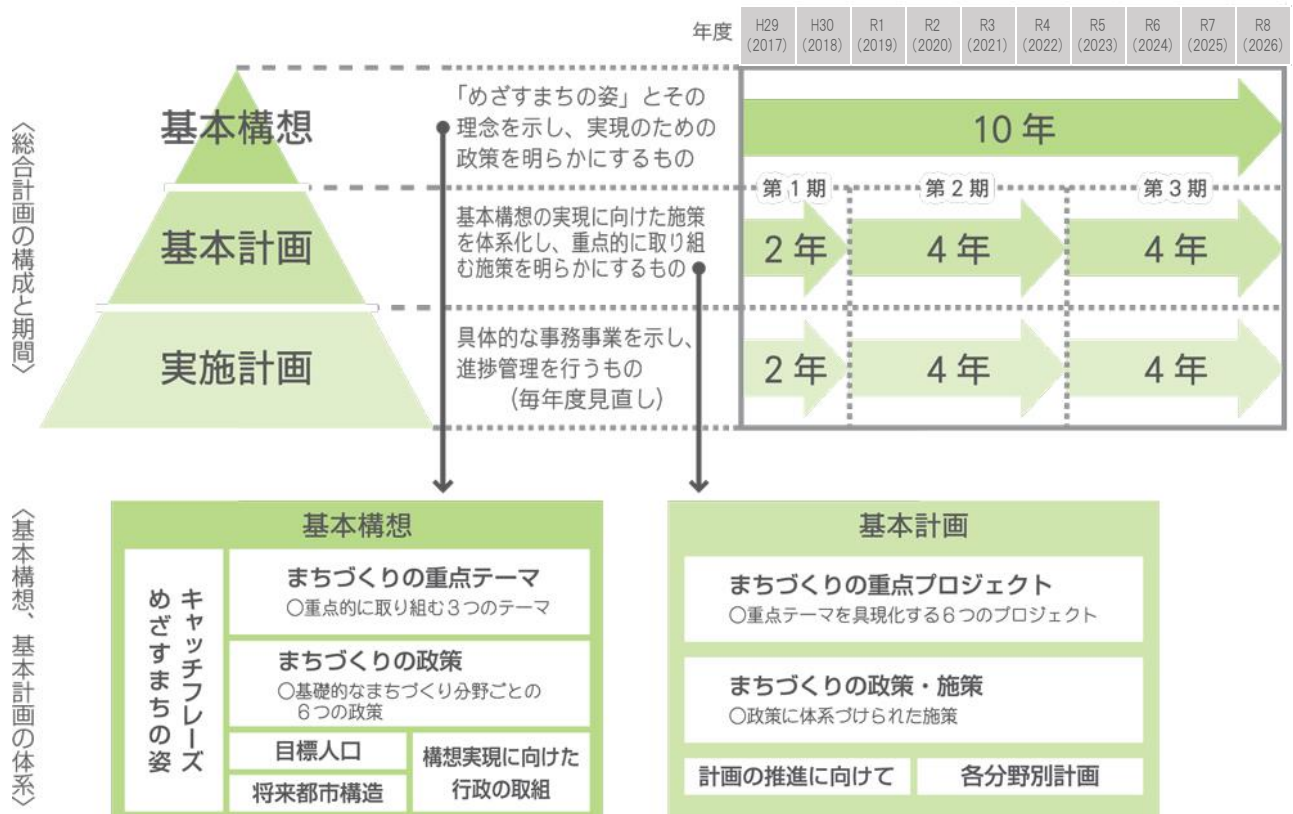 年度
H29 H30 R1 R2 R3 R4 R5 R6 R7 R8
(2017) (2018) (2019) (2020) (2021) (2022) (2023) (2024) (2025) (2026)
〈総合計画の構成と期間〉
基本構想
「めざすまちの姿」とその
理念を示し、実現のための
政策を明らかにするもの
10年
第1期 第2期 第3期
基本計画
基本構想の実現に向けた施策
を体系化し、重点的に取り組
む施策を明らかにするもの
2年 4年 4年
実施計画
具体的な事務事業を示し、
進捗管理を行うもの
(毎年度見直し)
2年 4年 4年
〈基本構想、基本計画の体系〉
基本構想
キャッチフレーズ
めざすまちの姿
まちづくりの重点テーマ
○重点的に取り組む3つのテーマ
まちづくりの政策
○基礎的なまちづくり分野ごとの
6つの政策
目標人口
将来都市構造
構想実現に向けた
行政の取組
基本計画
まちづくりの重点プロジェクト
○重点テーマを具現化する6つのプロジェクト
まちづくりの政策・施策
○政策に体系づけられた施策
計画の推進に向けて
各分野別計画